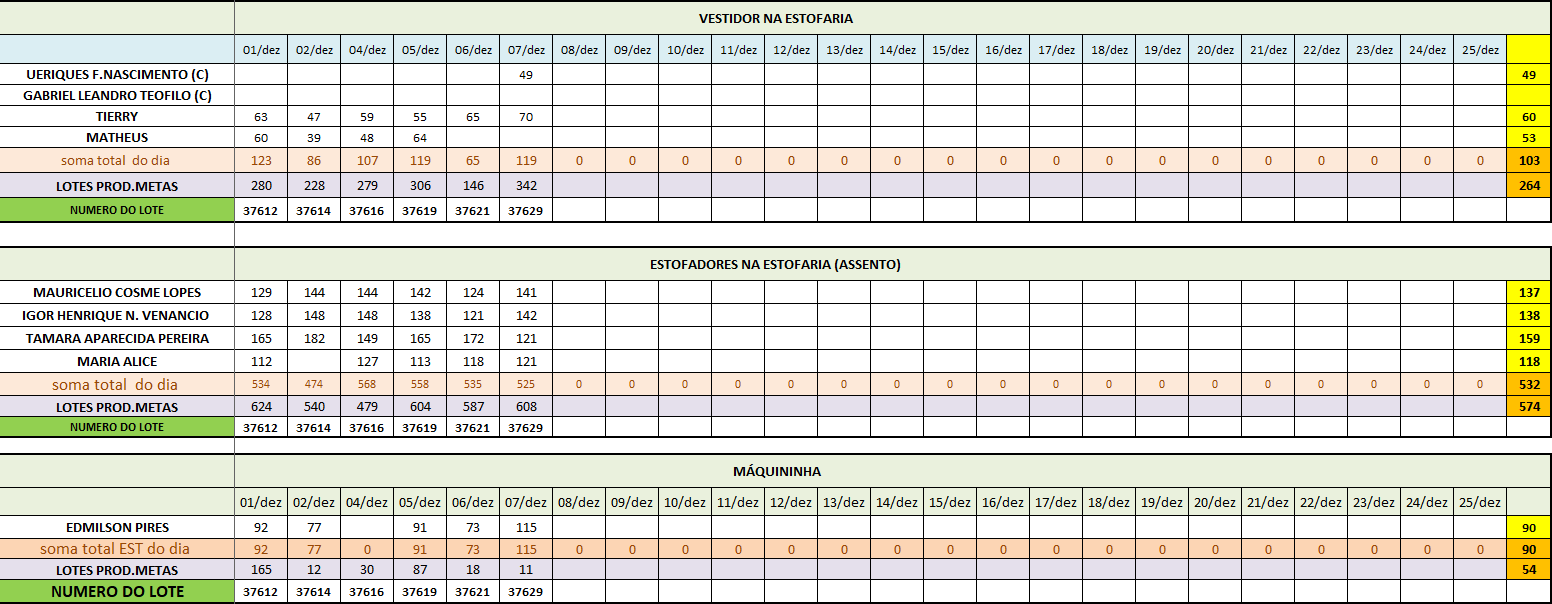 VESTIDOR NA ESTOFARIA
01/dez 02/dez 04/dez 05/dez 06/dez 07/dez 08/dez 09/dez 10/dez 11/dez 12/dez 13/dez 14/dez 15/dez 16/dez 17/dez 18/dez 19/dez 20/dez 21/dez 22/dez 23/dez 24/dez 25/dez
UERIQUES F.NASCIMENTO (C) 49 49
GABRIEL LEANDRO TEOFILO (C)
TIERRY 63 47 59 55 65 70 60
MATHEUS 60 39 48 64 53
soma total do dia 123 86 107 119 65 119 0 0 0 0 0 0 0 0 0 0 0 0 0 0 0 0 0 0 103
LOTES PROD.METAS 280 228 279 306 146 342 264
NUMERO DO LOTE 37612 37614 37616 37619 37621 37629
ESTOFADORES NA ESTOFARIA (ASSENTO)
MAURICELIO COSME LOPES 129 144 144 142 124 141 137
IGOR HENRIQUE N. VENANCIO 128 148 148 138 121 142 138
TAMARA APARECIDA PEREIRA 165 182 149 165 172 121 159
MARIA ALICE 112 127 113 118 121 118
soma total do dia 534 474 568 558 535 525 0 0 0 0 0 0 0 0 0 0 0 0 0 0 0 0 0 0 532
LOTES PROD.METAS 624 540 479 604 587 608 574
NUMERO DO LOTE 37612 37614 37616 37619 37621 37629
MÁQUININHA
01/dez 02/dez 04/dez 05/dez 06/dez 07/dez 08/dez 09/dez 10/dez 11/dez 12/dez 13/dez 14/dez 15/dez 16/dez 17/dez 18/dez 19/dez 20/dez 21/dez 22/dez 23/dez 24/dez 25/dez
EDMILSON PIRES 92 77 91 73 115 90
soma total EST do dia 92 77 0 91 73 115 0 0 0 0 0 0 0 0 0 0 0 0 0 0 0 0 0 0 90
LOTES PROD.METAS 165 12 30 87 18 11 54
NUMERO DO LOTE 37612 37614 37616 37619 37621 37629